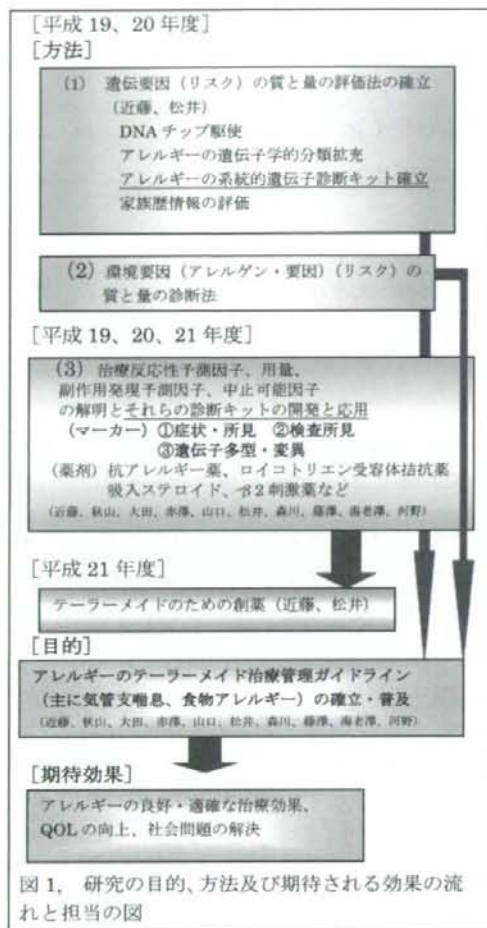 [平成 19、20 年度]
[方法]
(1) 遺伝要因(リスク)の質と量の評価法の確立
(近藤、松井)
DNA チップ駆使
アレルギーの遺伝子学的分類拡充
アレルギーの系統的遺伝子診断キット確立
家族歴情報の評価
(2) 環境要因(アレルゲン・要因)(リスク)の
質と量の診断法
[平成 19、20、21 年度]
(3) 治療反応性予測因子、用量、
副作用発現予測因子、中止可能因子
の解明とそれらの診断キットの開発と応用
(マーカー) ①症状・所見 ②検査所見
③遺伝子多型・変異
(薬剤) 抗アレルギー薬、ロイコトリエン受容体拮抗薬
吸入ステロイド、β2 刺激薬など
(近藤、秋山、大田、赤澤、山口、松井、森川、藤澤、海老澤、河野)
[平成 21 年度]
テーラーメイドのための創薬(近藤、松井)
[目的]
アレルギーのテーラーメイド治療管理ガイドライン
(主に気管支喘息、食物アレルギー)の確立・普及
(近藤、秋山、大田、赤澤、山口、松井、森川、藤澤、海老澤、河野)
[期待効果]
アレルギーの良好・適確な治療効果、
QOL の向上、社会問題の解決
図 1, 研究の目的、方法及び期待される効果の流
れと担当の図